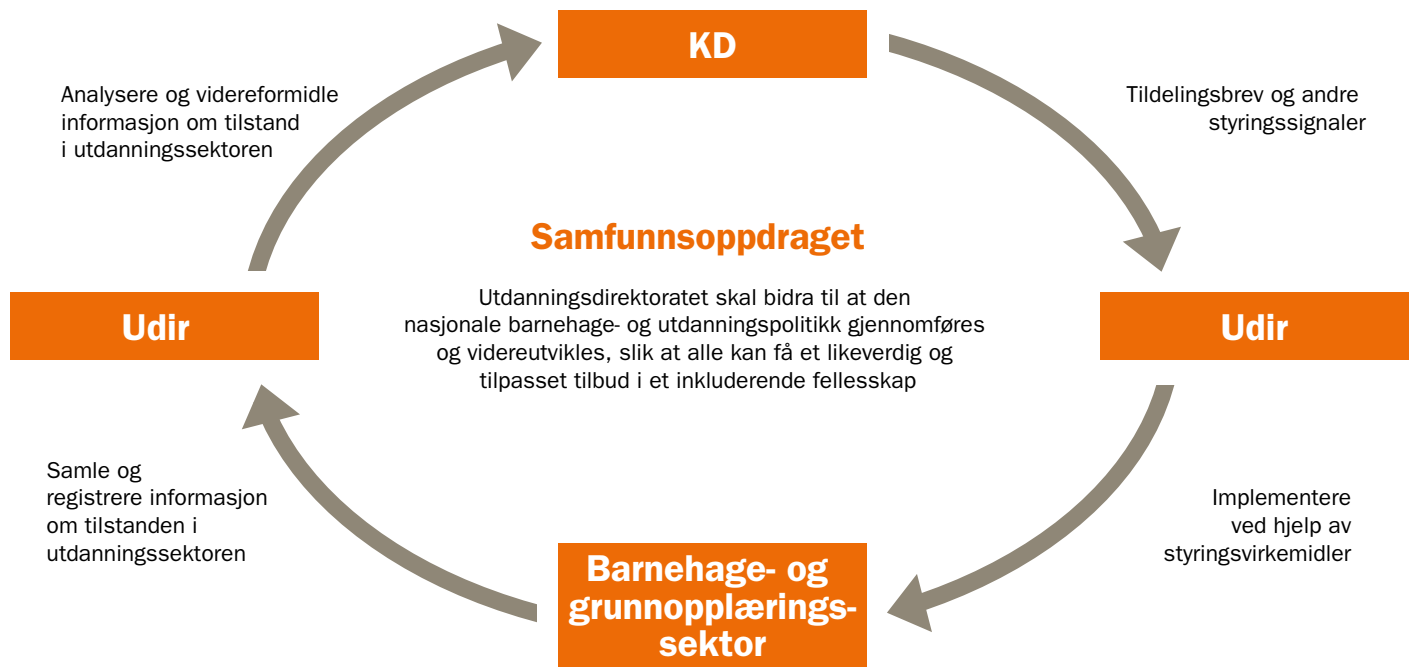 KD
Analysere og videreformidle
informasjon om tilstand
i utdanningssektoren
Tildelingsbrev og andre
styringssignaler
Samfunnsoppdraget
Utdanningsdirektoratet skal bidra til at den
nasjonale barnehage- og utdanningspolitikk gjennomføres
og videreutvikles, slik at alle kan få et likeverdig og
tilpasset tilbud i et inkluderende fellesskap
Udir
Udir
Samle og
registrere informasjon
om tilstanden i
utdanningssektoren
Implementere
ved hjelp av
styringsvirkemidler
Barnehage- og
grunnopplærings-
sektor